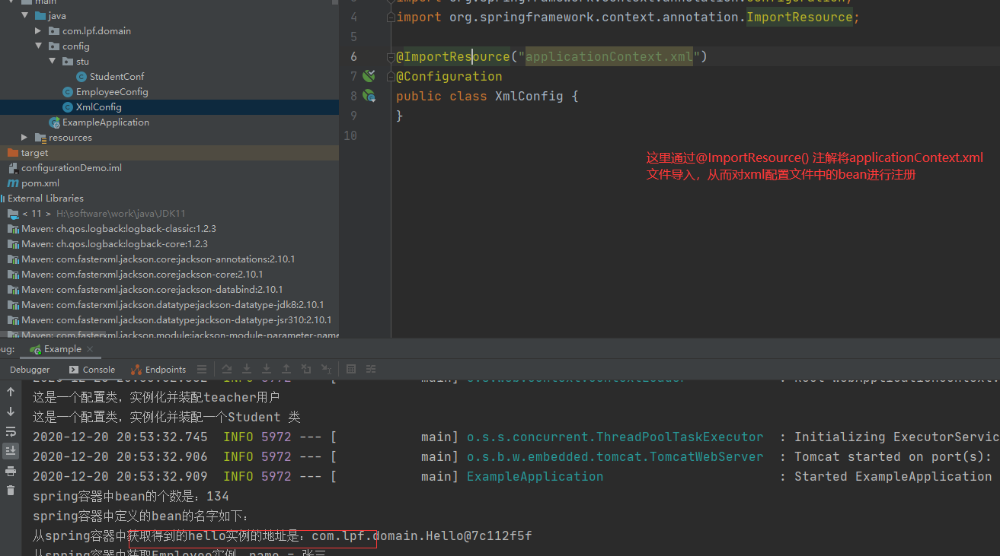 main
java
com.lpf.domain
config
stu
StudentConf
EmployeeConfig
XmlConfig
ExampleApplication
resources
target
configurationDemo.iml
pom.xml
External Libraries
< 11 > H:\software\work\java\JDK11
Maven: ch.qos.logback:logback-classic:1.2.3
Maven: ch.qos.logback:logback-core:1.2.3
Maven: com.fasterxml.jackson.core:jackson-annotations:2.10.1
Maven: com.fasterxml.jackson.core:jackson-core:2.10.1
Maven: com.fasterxml.jackson.core:jackson-databind:2.10.1
Maven: com.fasterxml.jackson.datatype:jackson-datatype-jdk8:2.10.1
Maven: com.fasterxml.jackson.datatype:jackson-datatype-jsr310:2.10.1
Maven: com.fasterxml.jackson.module:jackson-module-parameter-name
3 import org.springframework.context.annotation.Configuration;
4 import org.springframework.context.annotation.ImportResource;
5
6 @ImportResource("applicationContext.xml")
7 @Configuration
8 public class XmlConfig {
9 }
10
这里通过@ImportResource() 注解将applicationContext.xml
文件导入，从而对xml配置文件中的bean进行注册
ug: Example ×
Debugger Console Endpoints
main] o.s.web.context.ContextLoader : Root WebApplicationContext:
这是一个配置类，实例化并装配teacher用户
这是一个配置类，实例化并装配一个Student 类
2020-12-20 20:53:32.745 INFO 5972 --- [ main] o.s.s.concurrent.ThreadPoolTaskExecutor : Initializing ExecutorServic
2020-12-20 20:53:32.906 INFO 5972 --- [ main] o.s.b.w.embedded.tomcat.TomcatWebServer : Tomcat started on port(s):
2020-12-20 20:53:32.909 INFO 5972 --- [ main] ExampleApplication : Started ExampleApplication
spring容器中bean的个数是：134
spring容器中定义的bean的名字如下：
从spring容器中获取得到的hello实例的地址是：com.lpf.domain.Hello@7c112f5f
从spring容器中获取Employee实例，name = 张三